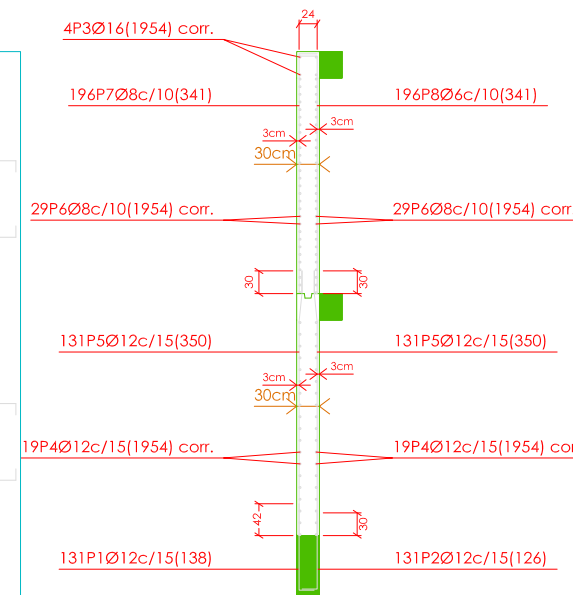 24
4P3Ø16(1954) corr.
196P7Ø8c/10(341)
196P8Ø6c/10(341)
3cm
3cm
30cm
29P6Ø8c/10(1954) corr.
29P6Ø8c/10(1954) corr
30
30
131P5Ø12c/15(350)
131P5Ø12c/15(350)
3cm
3cm
30cm
19P4Ø12c/15(1954) corr.
19P4Ø12c/15(1954) cor
42
30
131P1Ø12c/15(138)
131P2Ø12c/15(126)